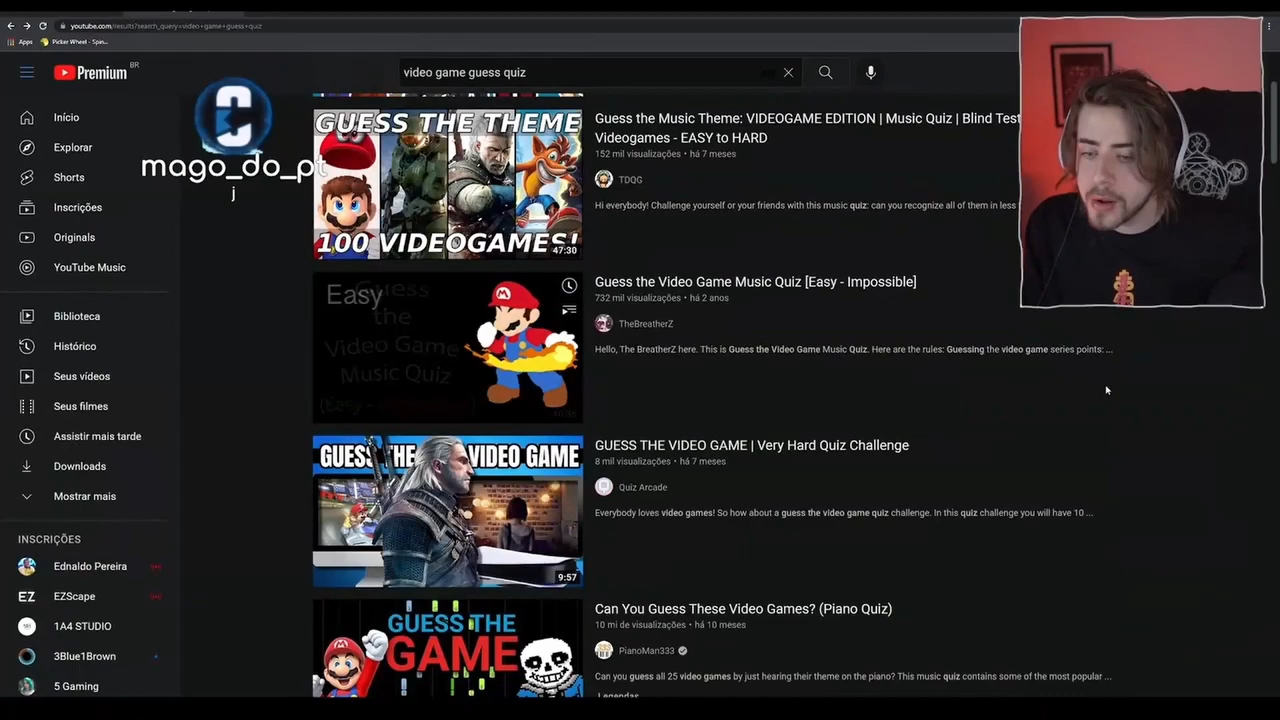 youtube.com/results?search_query=video+game+guess+quiz
Apps
Picker Wheel - Spin...
Premium
BR
video game guess quiz
Início
Explorar
Shorts
Inscrições
Originals
YouTube Music
Biblioteca
Histórico
Seus vídeos
Seus filmes
Assistir mais tarde
Downloads
Mostrar mais
INSCRIÇÕES
Ednaldo Pereira
EZ
EZScape
1A4
1A4 STUDIO
3Blue1Brown
5 Gaming
mago_do_pt
j
GUESS THE THEME
100 VIDEOGAMES!
47:30
Guess the Music Theme: VIDEOGAME EDITION | Music Quiz | Blind Test
Videogames - EASY to HARD
152 mil visualizações • há 7 meses
TDQG
Hi everybody! Challenge yourself or your friends with this music quiz: can you recognize all of them in less
Easy
Guess
the
Video Game
Music Quiz
Guess the Video Game Music Quiz [Easy - Impossible]
732 mil visualizações • há 2 anos
TheBreatherZ
Hello, The BreatherZ here. This is Guess the Video Game Music Quiz. Here are the rules: Guessing the video game series points: ...
GUESS THE VIDEO GAME
9:57
GUESS THE VIDEO GAME | Very Hard Quiz Challenge
8 mil visualizações • há 7 meses
Quiz Arcade
Everybody loves video games! So how about a guess the video game quiz challenge. In this quiz challenge you will have 10 ...
GUESS THE
GAME
Can You Guess These Video Games? (Piano Quiz)
10 mi de visualizações • há 10 meses
PianoMan333
Can you guess all 25 video games by just hearing their theme on the piano? This music quiz contains some of the most popular ...
Legendas